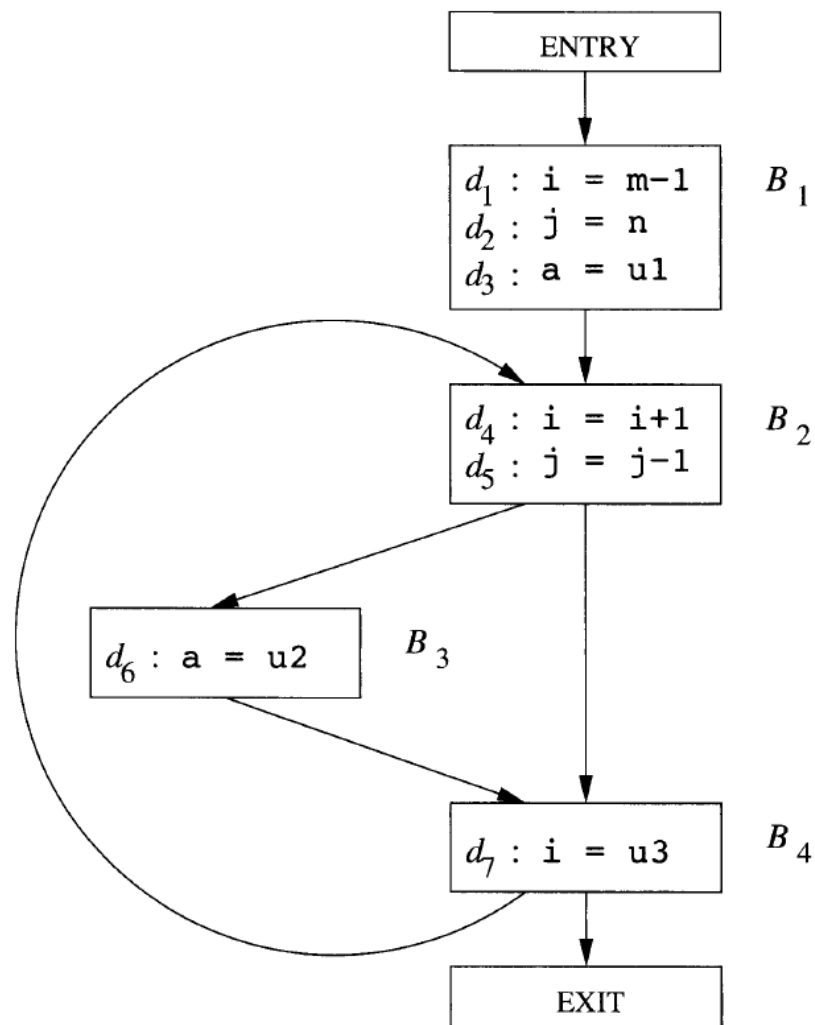 ENTRY
d1 : i = m-1
d2 : j = n
d3 : a = u1
B1
d4 : i = i+1
d5 : j = j-1
B2
d6 : a = u2
B3
d7 : i = u3
B4
EXIT